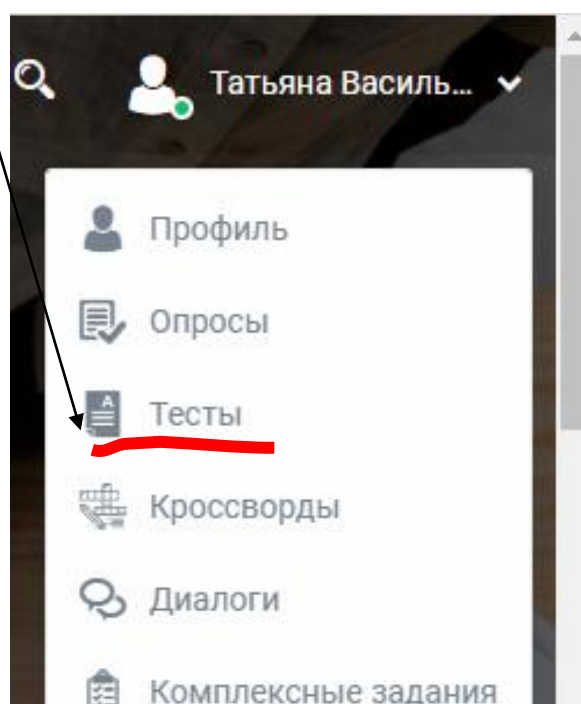 Татьяна Василь...
Профиль
Опросы
Тесты
Кроссворды
Диалоги
Комплексные задания